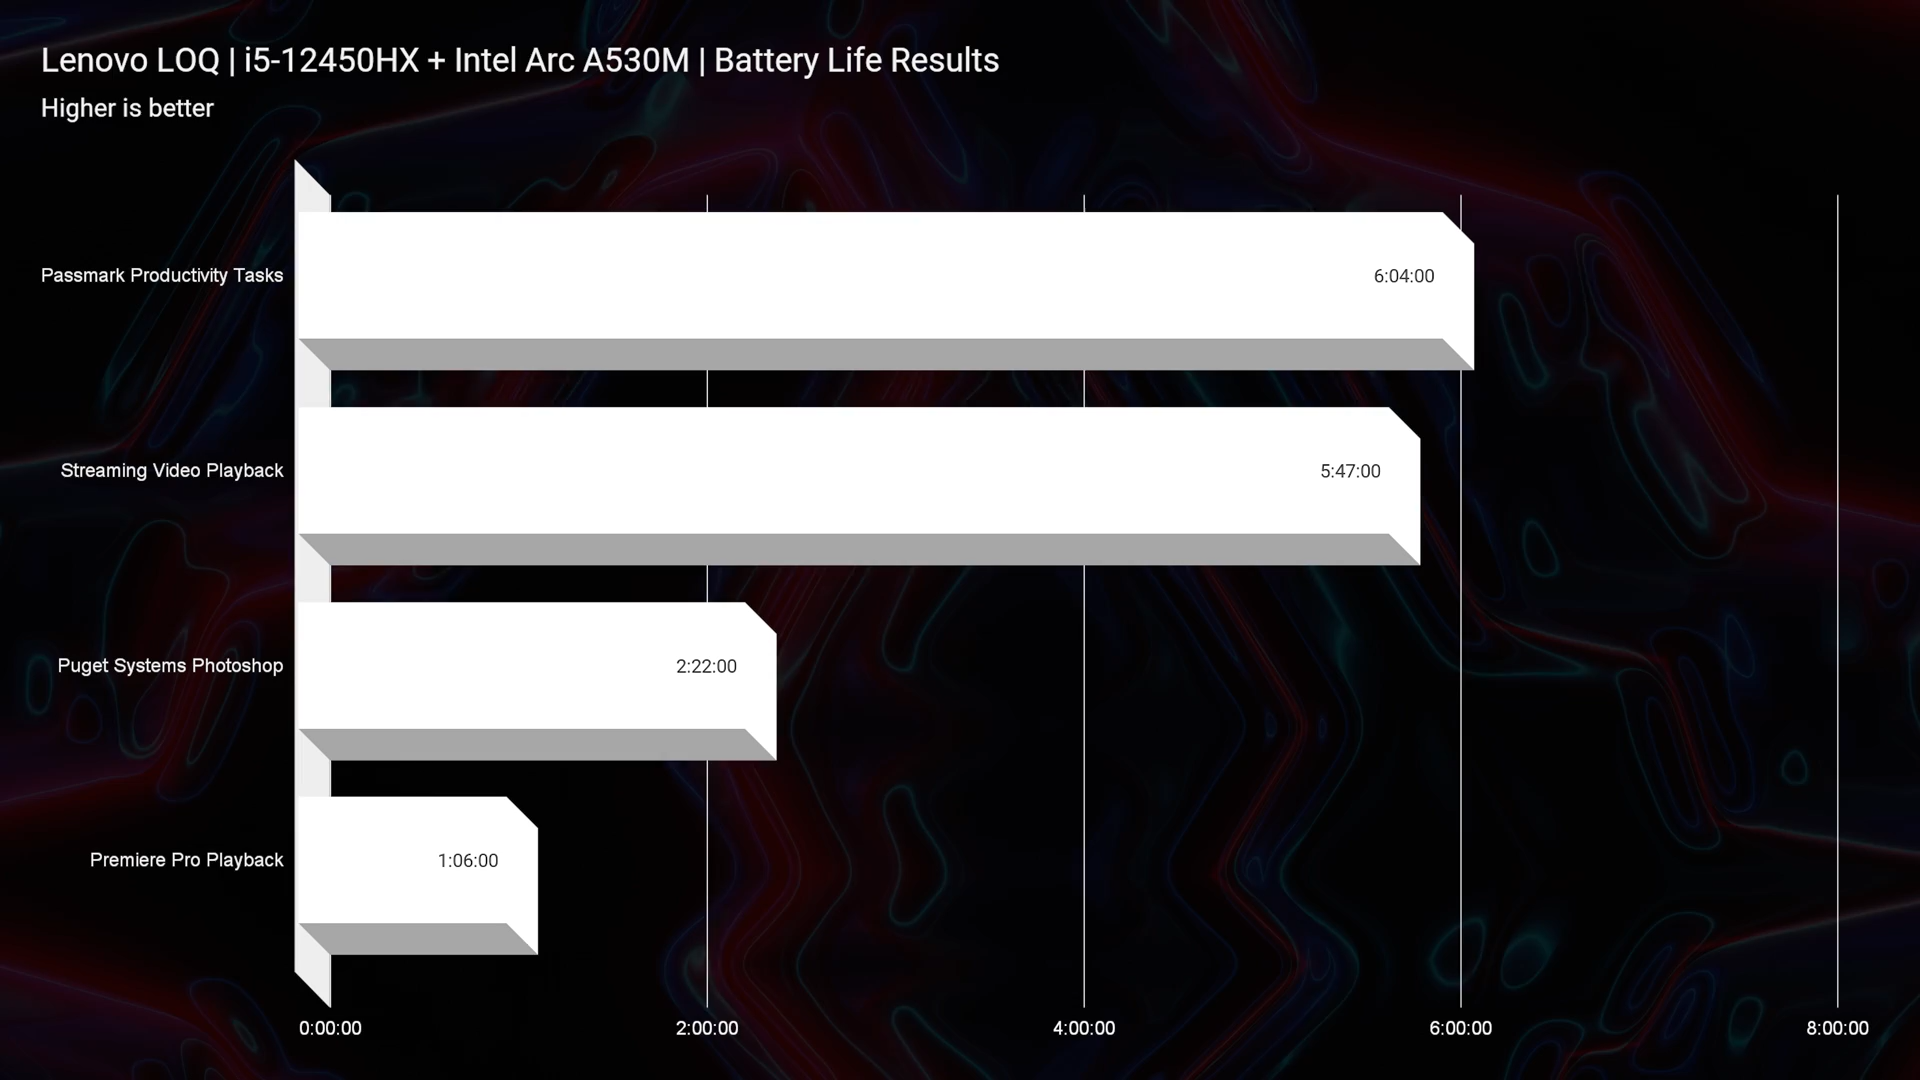 Lenovo LOQ | i5-12450HX + Intel Arc A530M | Battery Life Results
Higher is better
Passmark Productivity Tasks
6:04:00
Streaming Video Playback
5:47:00
Puget Systems Photoshop
2:22:00
Premiere Pro Playback
1:06:00
0:00:00 2:00:00 4:00:00 6:00:00 8:00:00